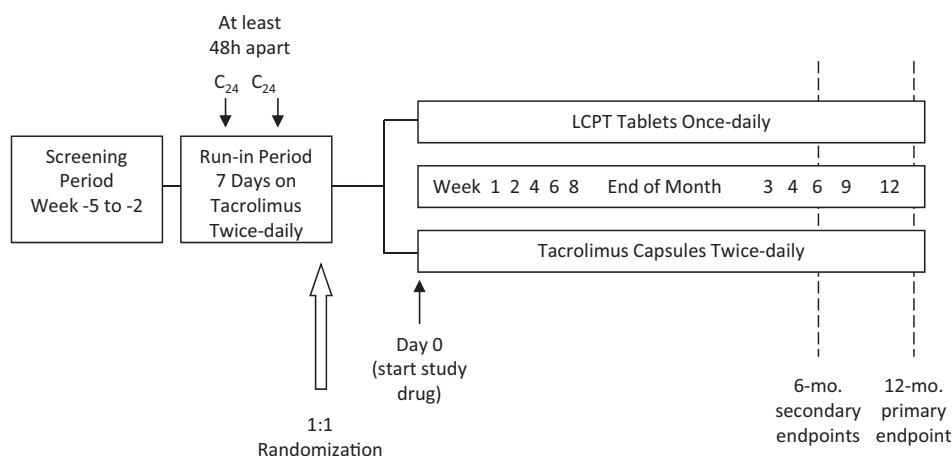 At least
48h apart
C24 C24
Screening
Period
Week -5 to -2
Run-in Period
7 Days on
Tacrolimus
Twice-daily
LCPT Tablets Once-daily
Week 1 2 4 6 8 End of Month 3 4 6 9 12
Tacrolimus Capsules Twice-daily
Day 0
(start study
drug)
1:1
Randomization
6-mo.
secondary
endpoints
12-mo.
primary
endpoint